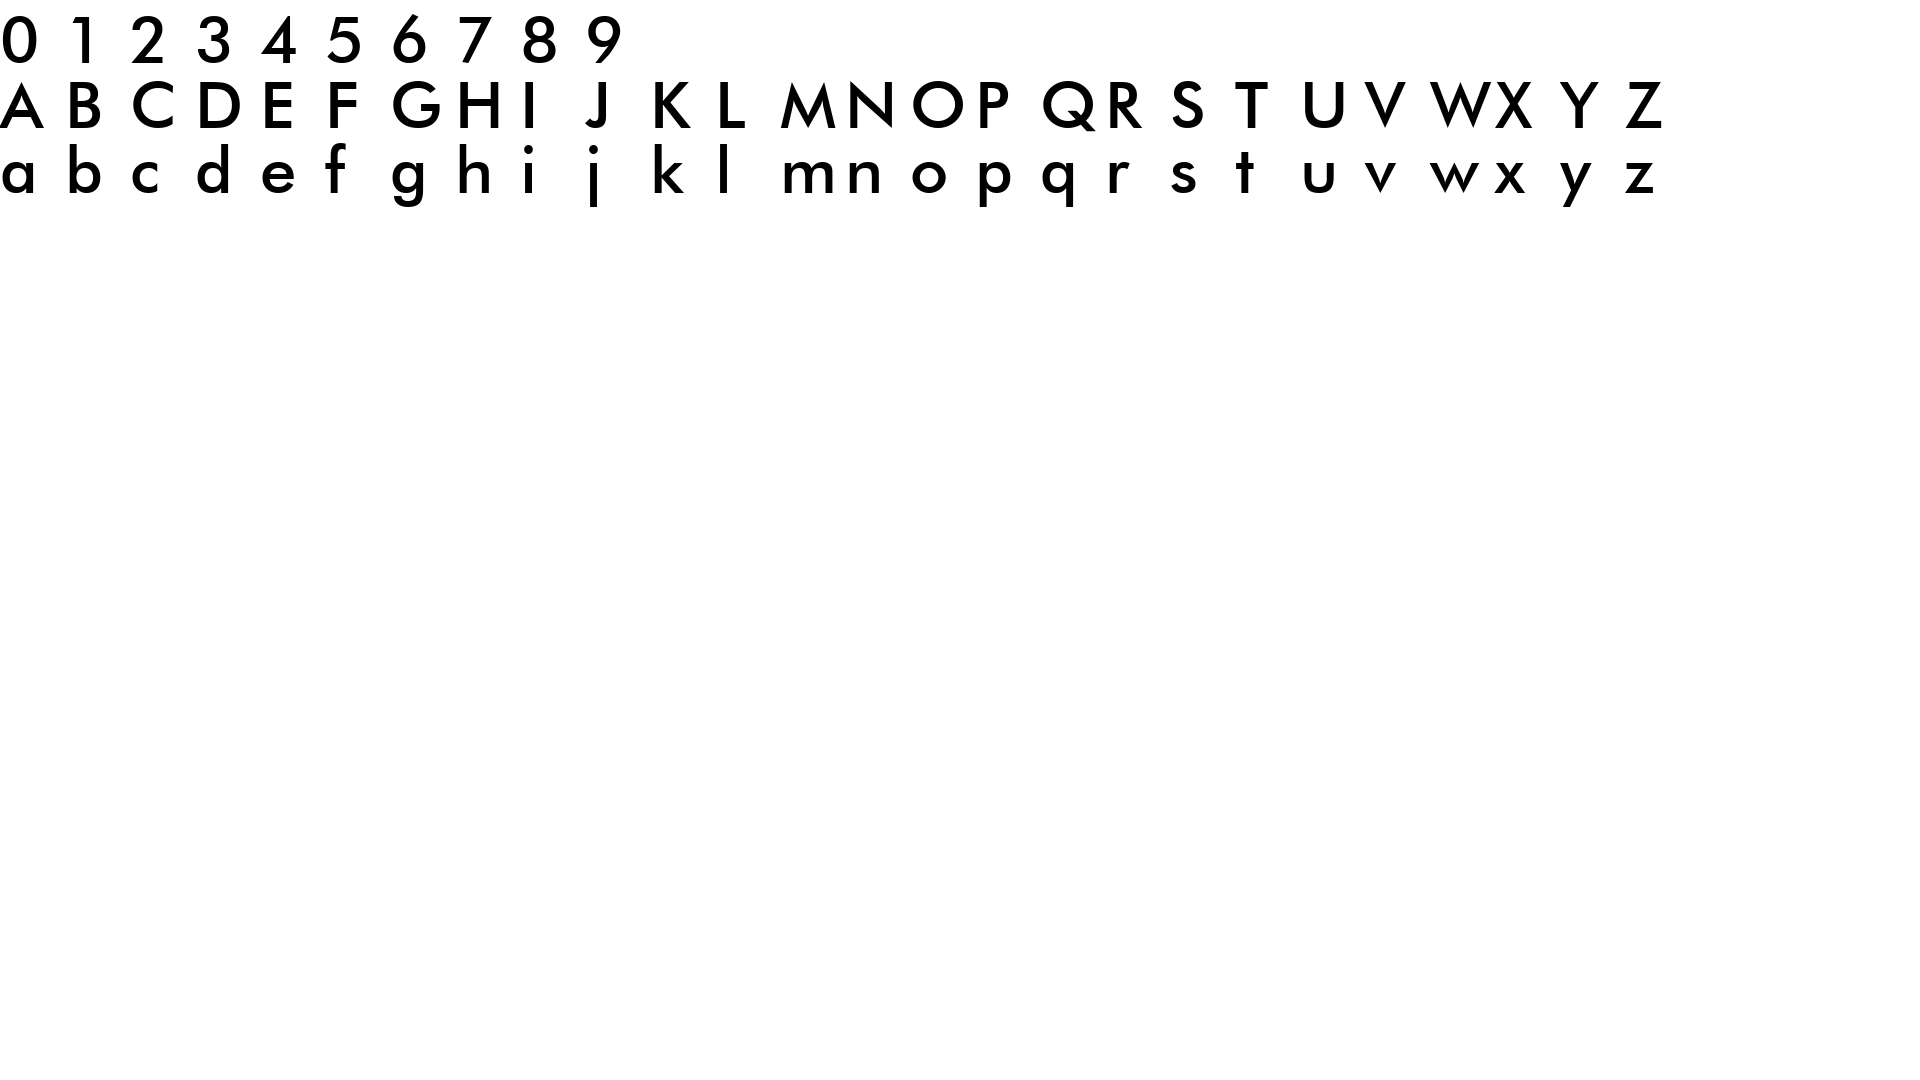 0 1 2 3 4 5 6 7 8 9
A B C D E F G H I J K L M N O P Q R S T U V W X Y Z
a b c d e f g h i j k l m n o p q r s t u v w x y z